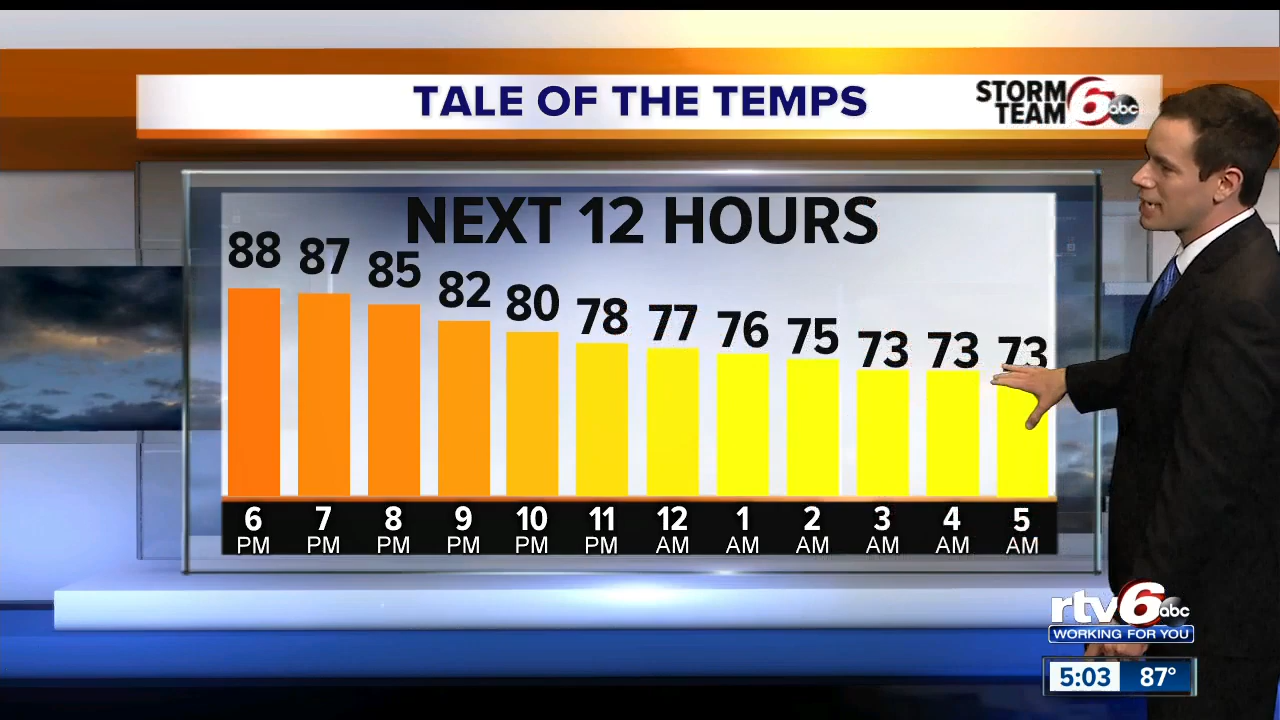 TALE OF THE TEMPS
STORM
TEAM 6 abc
NEXT 12 HOURS
88 87 85 82 80 78 77 76 75 73 73 73
6 7 8 9 10 11 12 1 2 3 4 5
PM PM PM PM PM PM AM AM AM AM AM AM
rtv6 abc
WORKING FOR YOU
5:03 87°